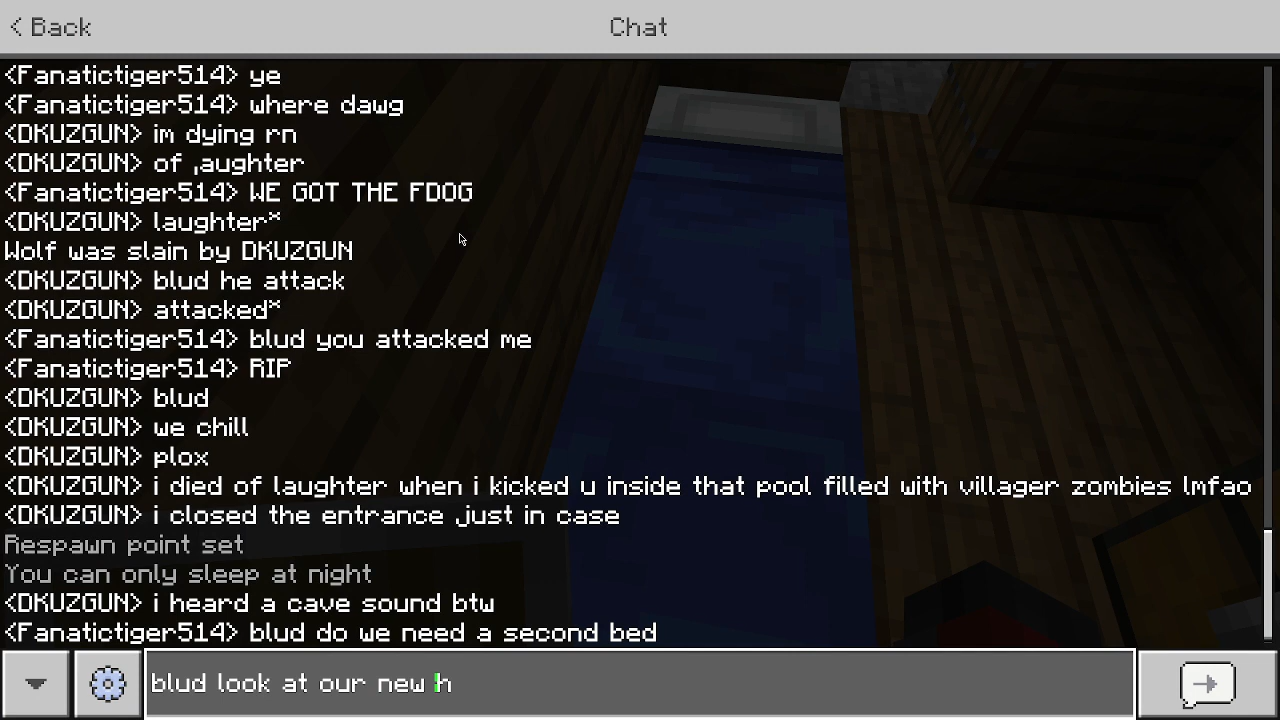 < Back
Chat
<Fanatictiger514> ye
<Fanatictiger514> where dawg
<DKUZGUN> im dying rn
<DKUZGUN> of ,aughter
<Fanatictiger514> WE GOT THE FDOG
<DKUZGUN> laughter*
Wolf was slain by DKUZGUN
<DKUZGUN> blud he attack
<DKUZGUN> attacked*
<Fanatictiger514> blud you attacked me
<Fanatictiger514> RIP
<DKUZGUN> blud
<DKUZGUN> we chill
<DKUZGUN> plox
<DKUZGUN> i died of laughter when i kicked u inside that pool filled with villager zombies lmfao
<DKUZGUN> i closed the entrance just in case
Respawn point set
You can only sleep at night
<DKUZGUN> i heard a cave sound btw
<Fanatictiger514> blud do we need a second bed
blud look at our new h